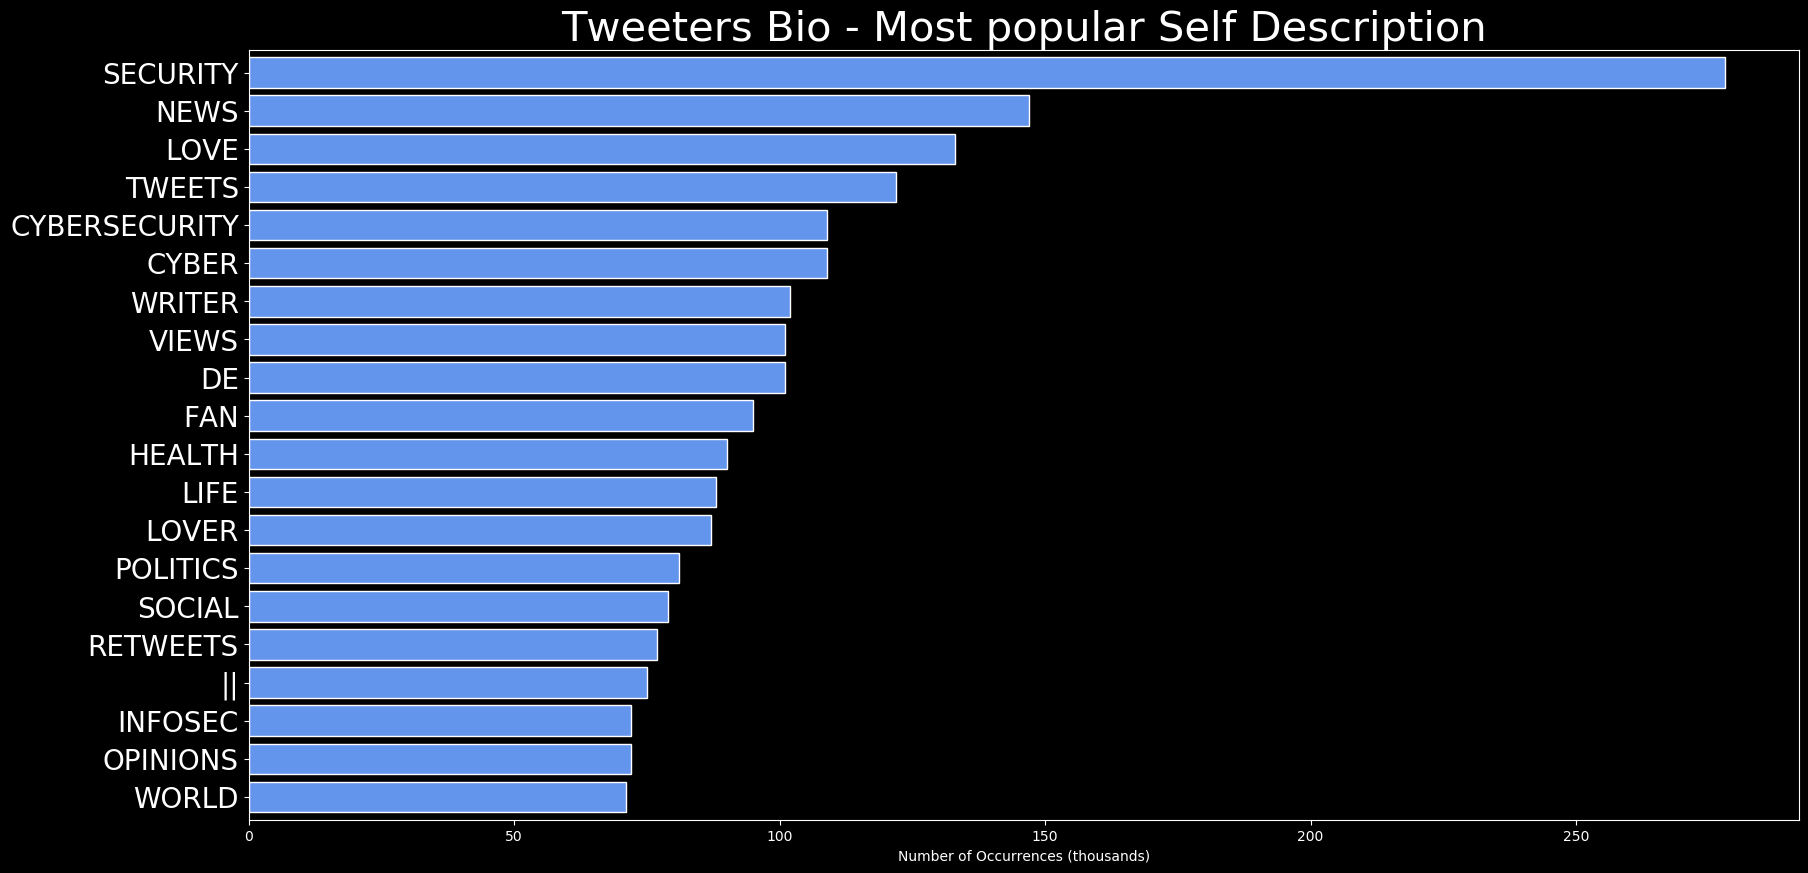 Tweeters Bio - Most popular Self Description
SECURITY
NEWS
LOVE
TWEETS
CYBERSECURITY
CYBER
WRITER
VIEWS
DE
FAN
HEALTH
LIFE
LOVER
POLITICS
SOCIAL
RETWEETS
||
INFOSEC
OPINIONS
WORLD
0 50 100 150 200 250
Number of Occurrences (thousands)